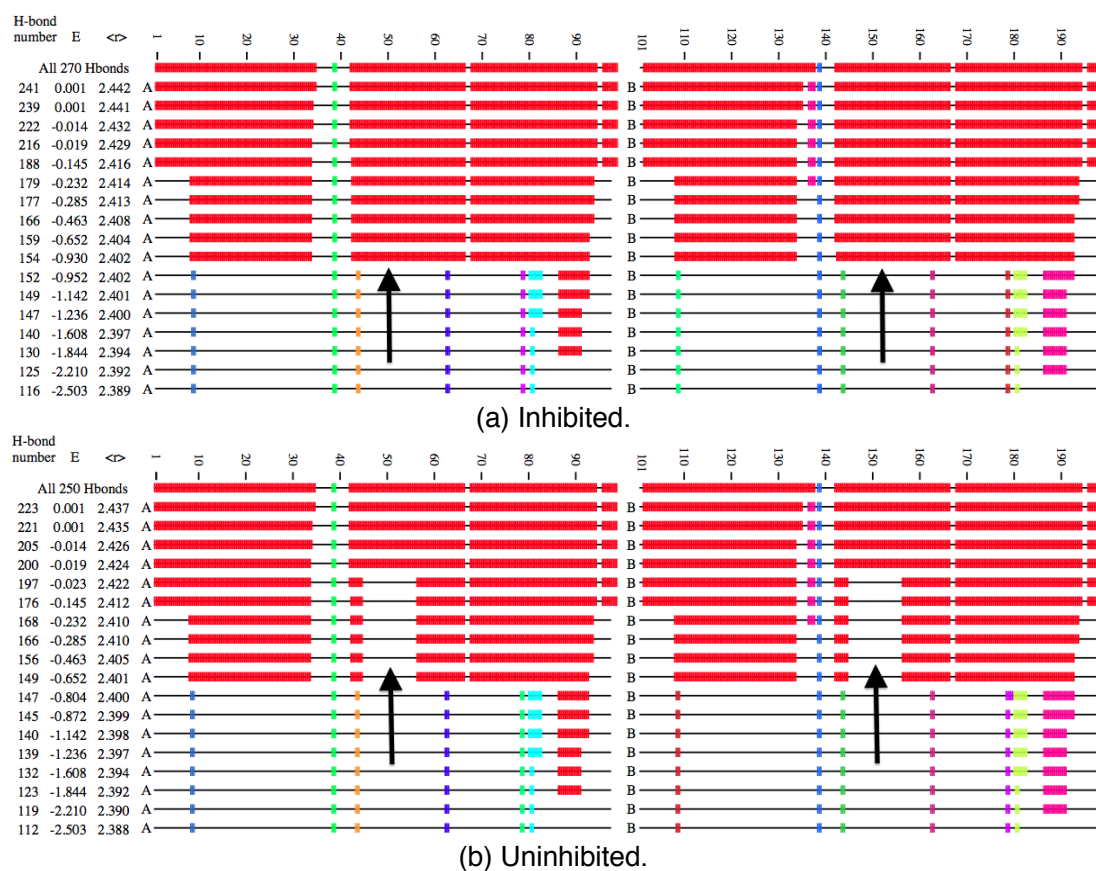 H-bond
number E <r> 1 10 20 30 40 50 60 70 80 90 101 110 120 130 140 150 160 170 180 190
All 270 Hbonds
241 0.001 2.442 A B
239 0.001 2.441 A B
222 -0.014 2.432 A B
216 -0.019 2.429 A B
188 -0.145 2.416 A B
179 -0.232 2.414 A B
177 -0.285 2.413 A B
166 -0.463 2.408 A B
159 -0.652 2.404 A B
154 -0.930 2.402 A B
152 -0.952 2.402 A B
149 -1.142 2.401 A B
147 -1.236 2.400 A B
140 -1.608 2.397 A B
130 -1.844 2.394 A B
125 -2.210 2.392 A B
116 -2.503 2.389 A B
(a) Inhibited.
H-bond
number E <r> 1 10 20 30 40 50 60 70 80 90 101 110 120 130 140 150 160 170 180 190
All 250 Hbonds
223 0.001 2.437 A B
221 0.001 2.435 A B
205 -0.014 2.426 A B
200 -0.019 2.424 A B
197 -0.023 2.422 A B
176 -0.145 2.412 A B
168 -0.232 2.410 A B
166 -0.285 2.410 A B
156 -0.463 2.405 A B
149 -0.652 2.401 A B
147 -0.804 2.400 A B
145 -0.872 2.399 A B
140 -1.142 2.398 A B
139 -1.236 2.397 A B
132 -1.608 2.394 A B
123 -1.844 2.392 A B
119 -2.210 2.390 A B
112 -2.503 2.388 A B
(b) Uninhibited.